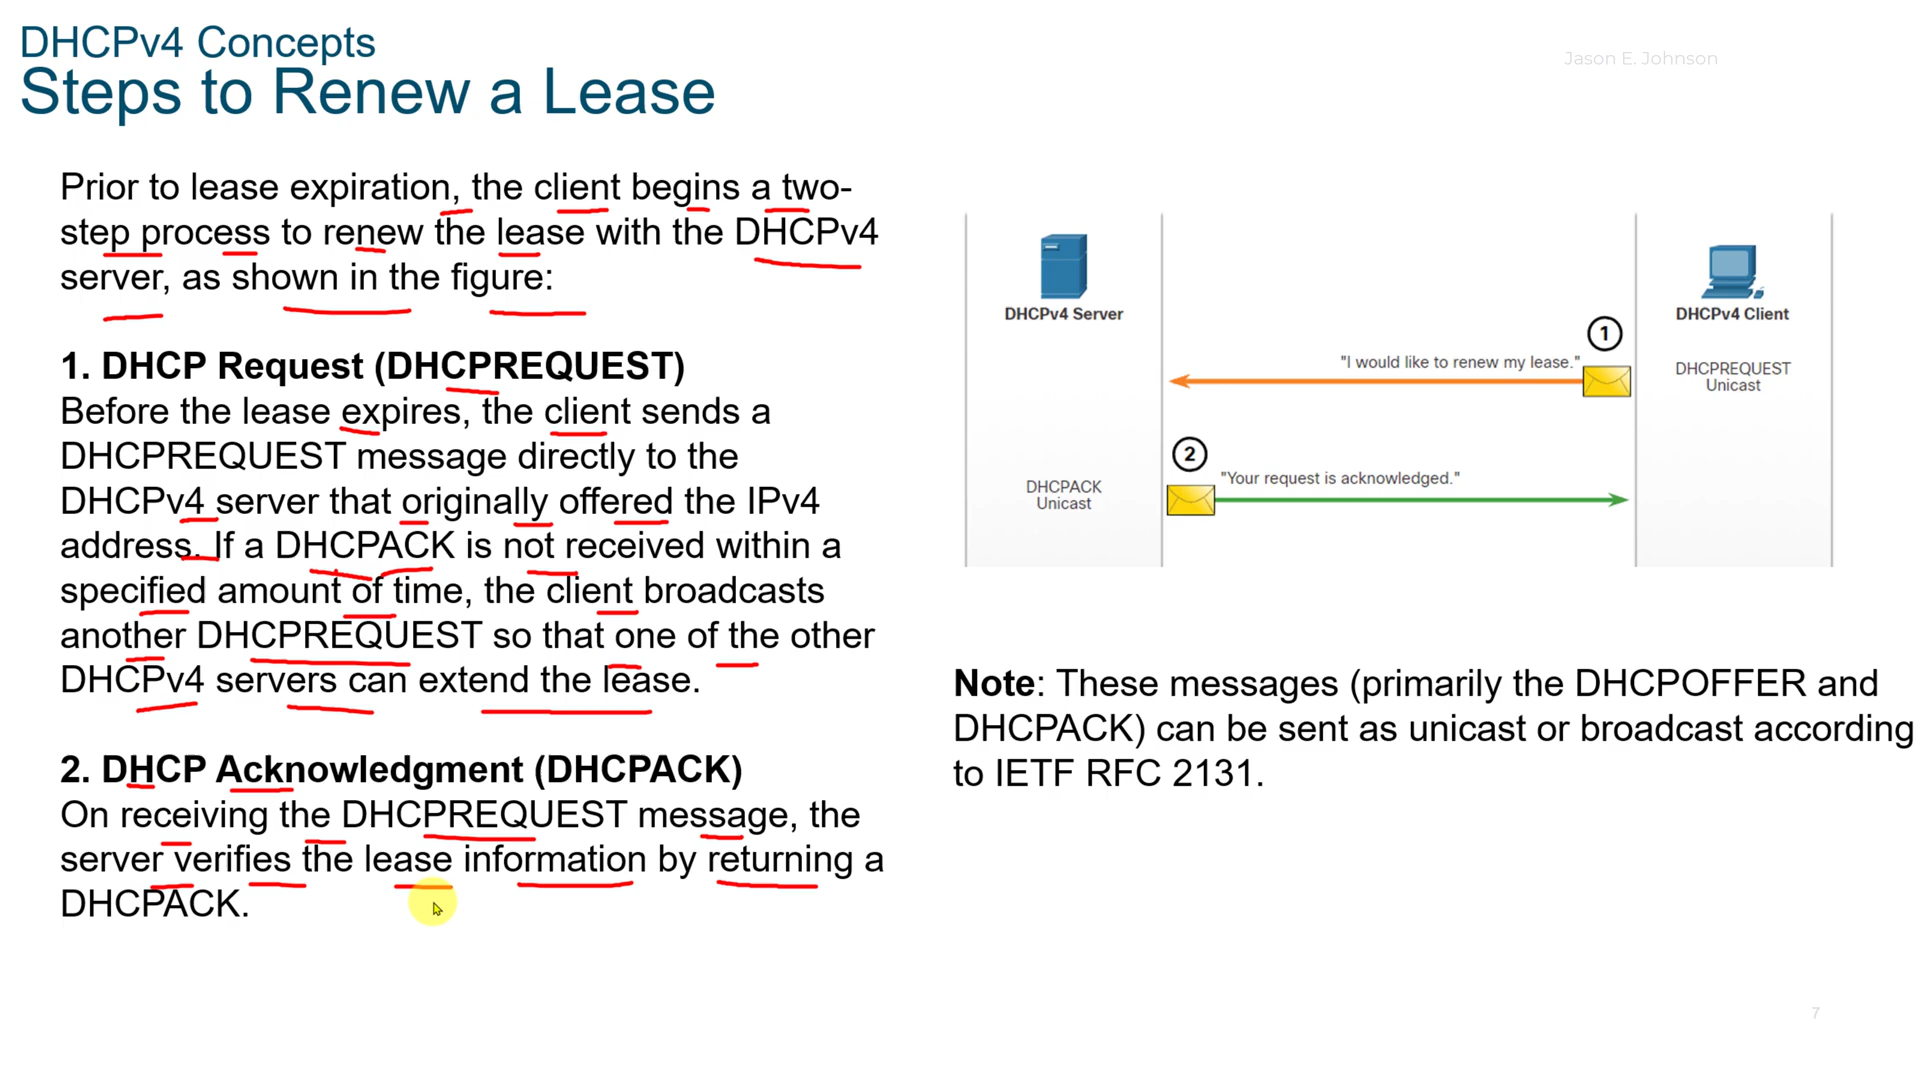 DHCPv4 Concepts
Steps to Renew a Lease
Jason E. Johnson
Prior to lease expiration, the client begins a two-
step process to renew the lease with the DHCPv4
server, as shown in the figure:
1. DHCP Request (DHCPREQUEST)
Before the lease expires, the client sends a
DHCPREQUEST message directly to the
DHCPv4 server that originally offered the IPv4
address. If a DHCPACK is not received within a
specified amount of time, the client broadcasts
another DHCPREQUEST so that one of the other
DHCPv4 servers can extend the lease.
2. DHCP Acknowledgment (DHCPACK)
On receiving the DHCPREQUEST message, the
server verifies the lease information by returning a
DHCPACK.
DHCPv4 Server
DHCPv4 Client
1
"I would like to renew my lease."
DHCPREQUEST
Unicast
2
"Your request is acknowledged."
DHCPACK
Unicast
Note: These messages (primarily the DHCPOFFER and
DHCPACK) can be sent as unicast or broadcast according
to IETF RFC 2131.
7